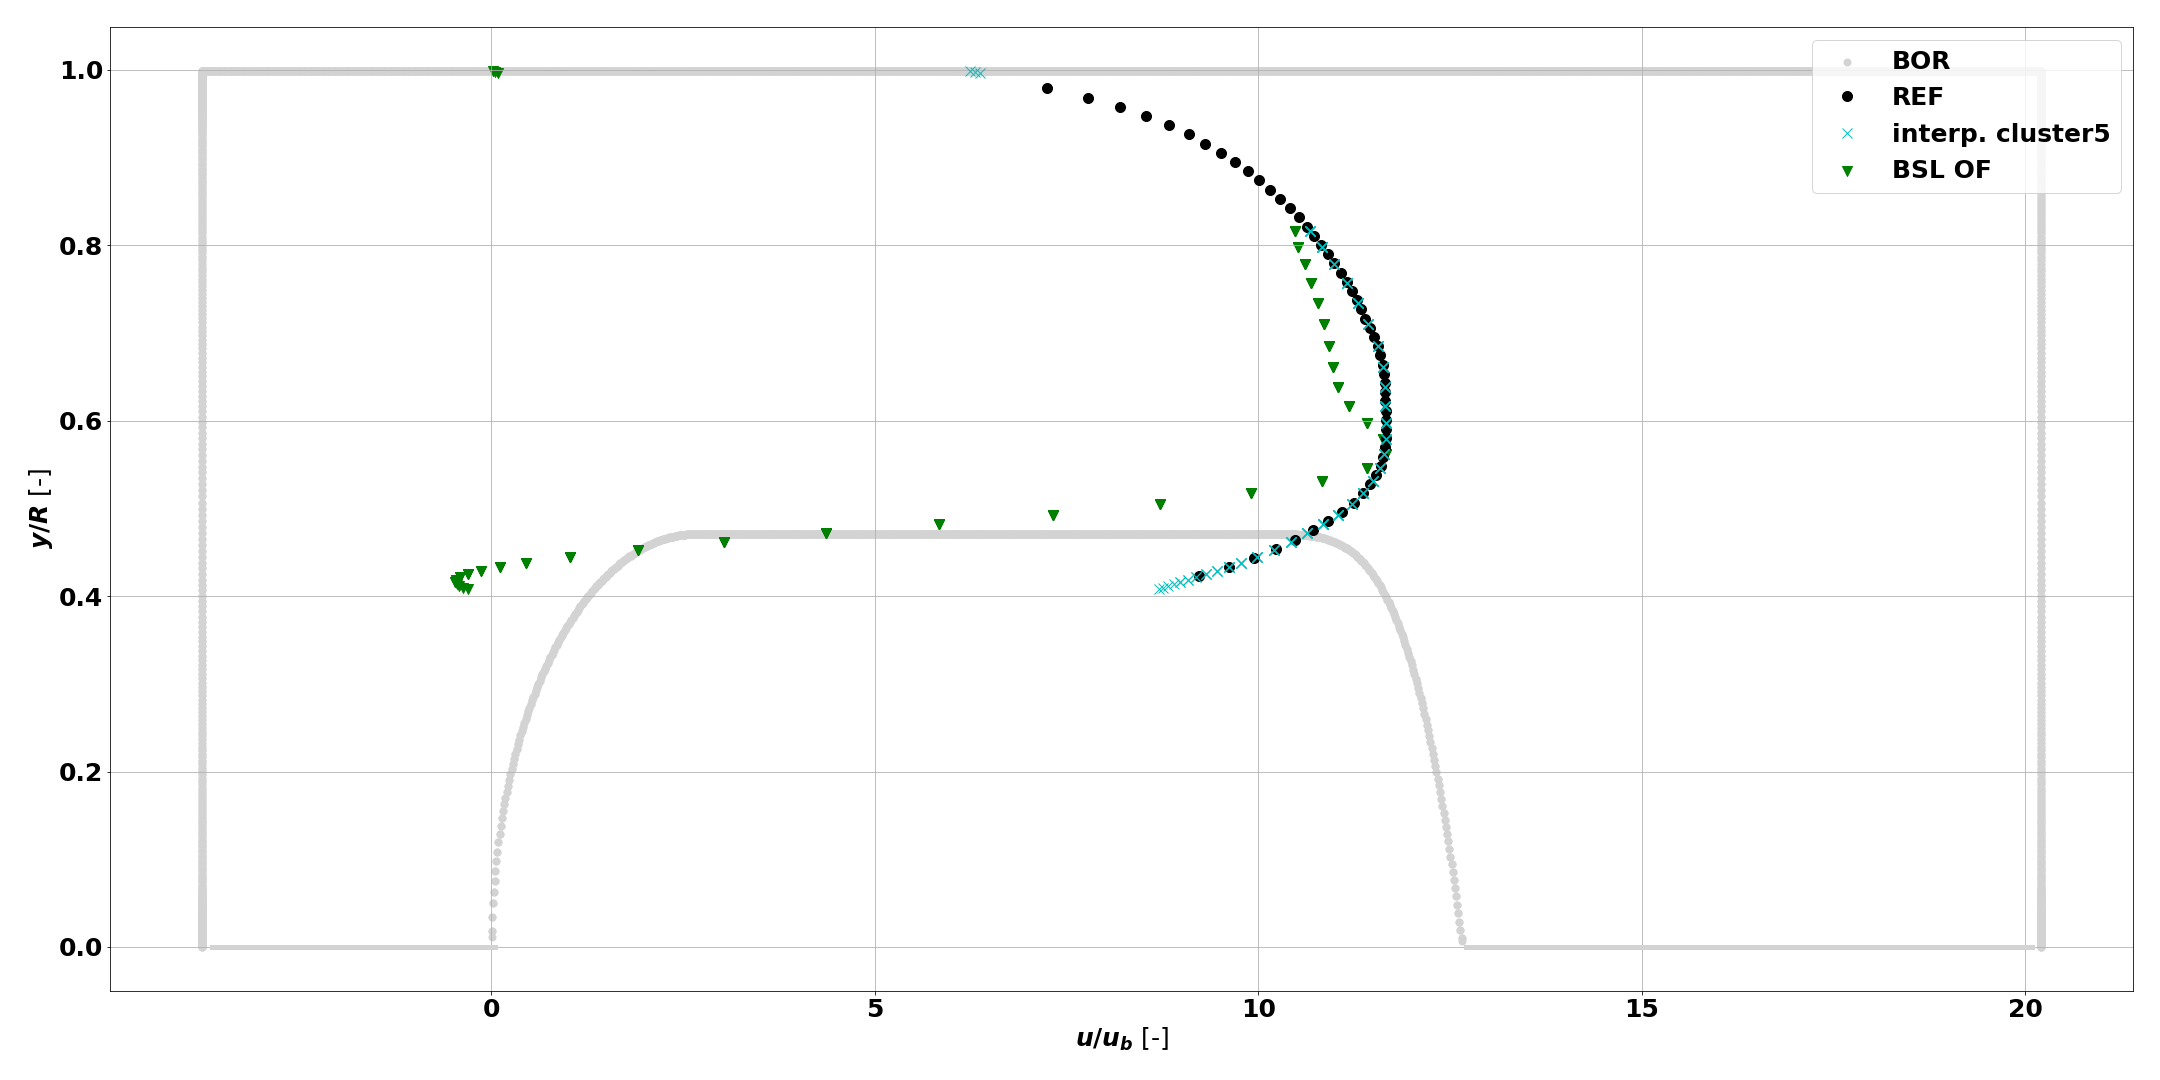 BOR
REF
interp. cluster5
BSL OF
1.0
0.8
0.6
0.4
0.2
0.0
y/R [-]
0 5 10 15 20
u/u_b [-]